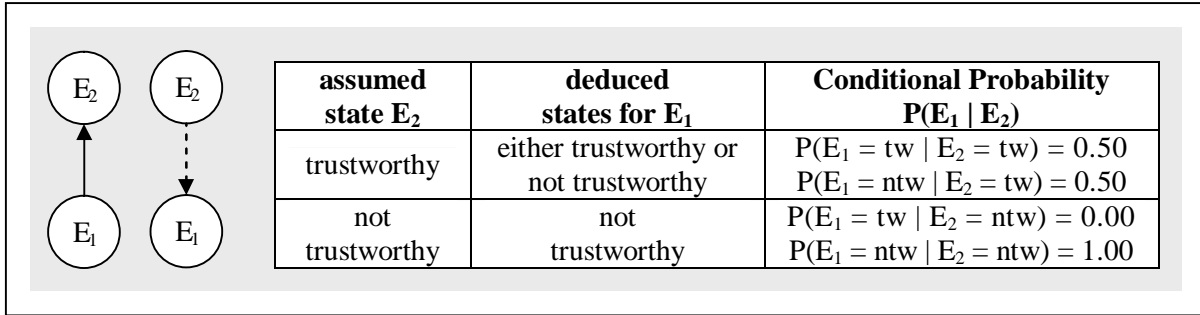 E₂
E₂
E₁
E₁
assumed
state E₂
deduced
states for E₁
Conditional Probability
P(E₁ | E₂)
trustworthy
either trustworthy or
not trustworthy
P(E₁ = tw | E₂ = tw) = 0.50
P(E₁ = ntw | E₂ = tw) = 0.50
not
trustworthy
not
trustworthy
P(E₁ = tw | E₂ = ntw) = 0.00
P(E₁ = ntw | E₂ = ntw) = 1.00